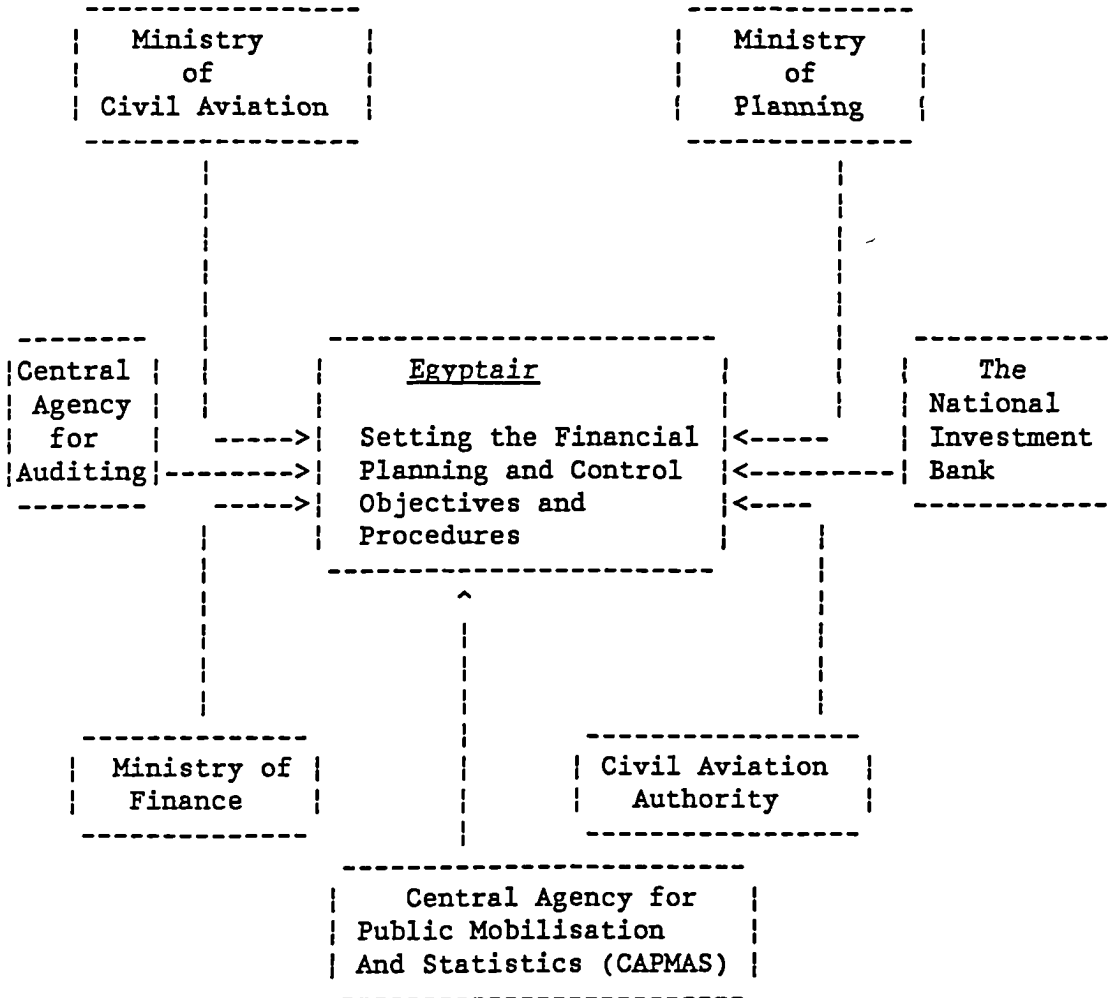 Ministry
of
Civil Aviation
Ministry
of
Planning
Central
Agency
for
Auditing
Egyptair
Setting the Financial
Planning and Control
Objectives and
Procedures
The
National
Investment
Bank
Ministry of
Finance
Civil Aviation
Authority
Central Agency for
Public Mobilisation
And Statistics (CAPMAS)